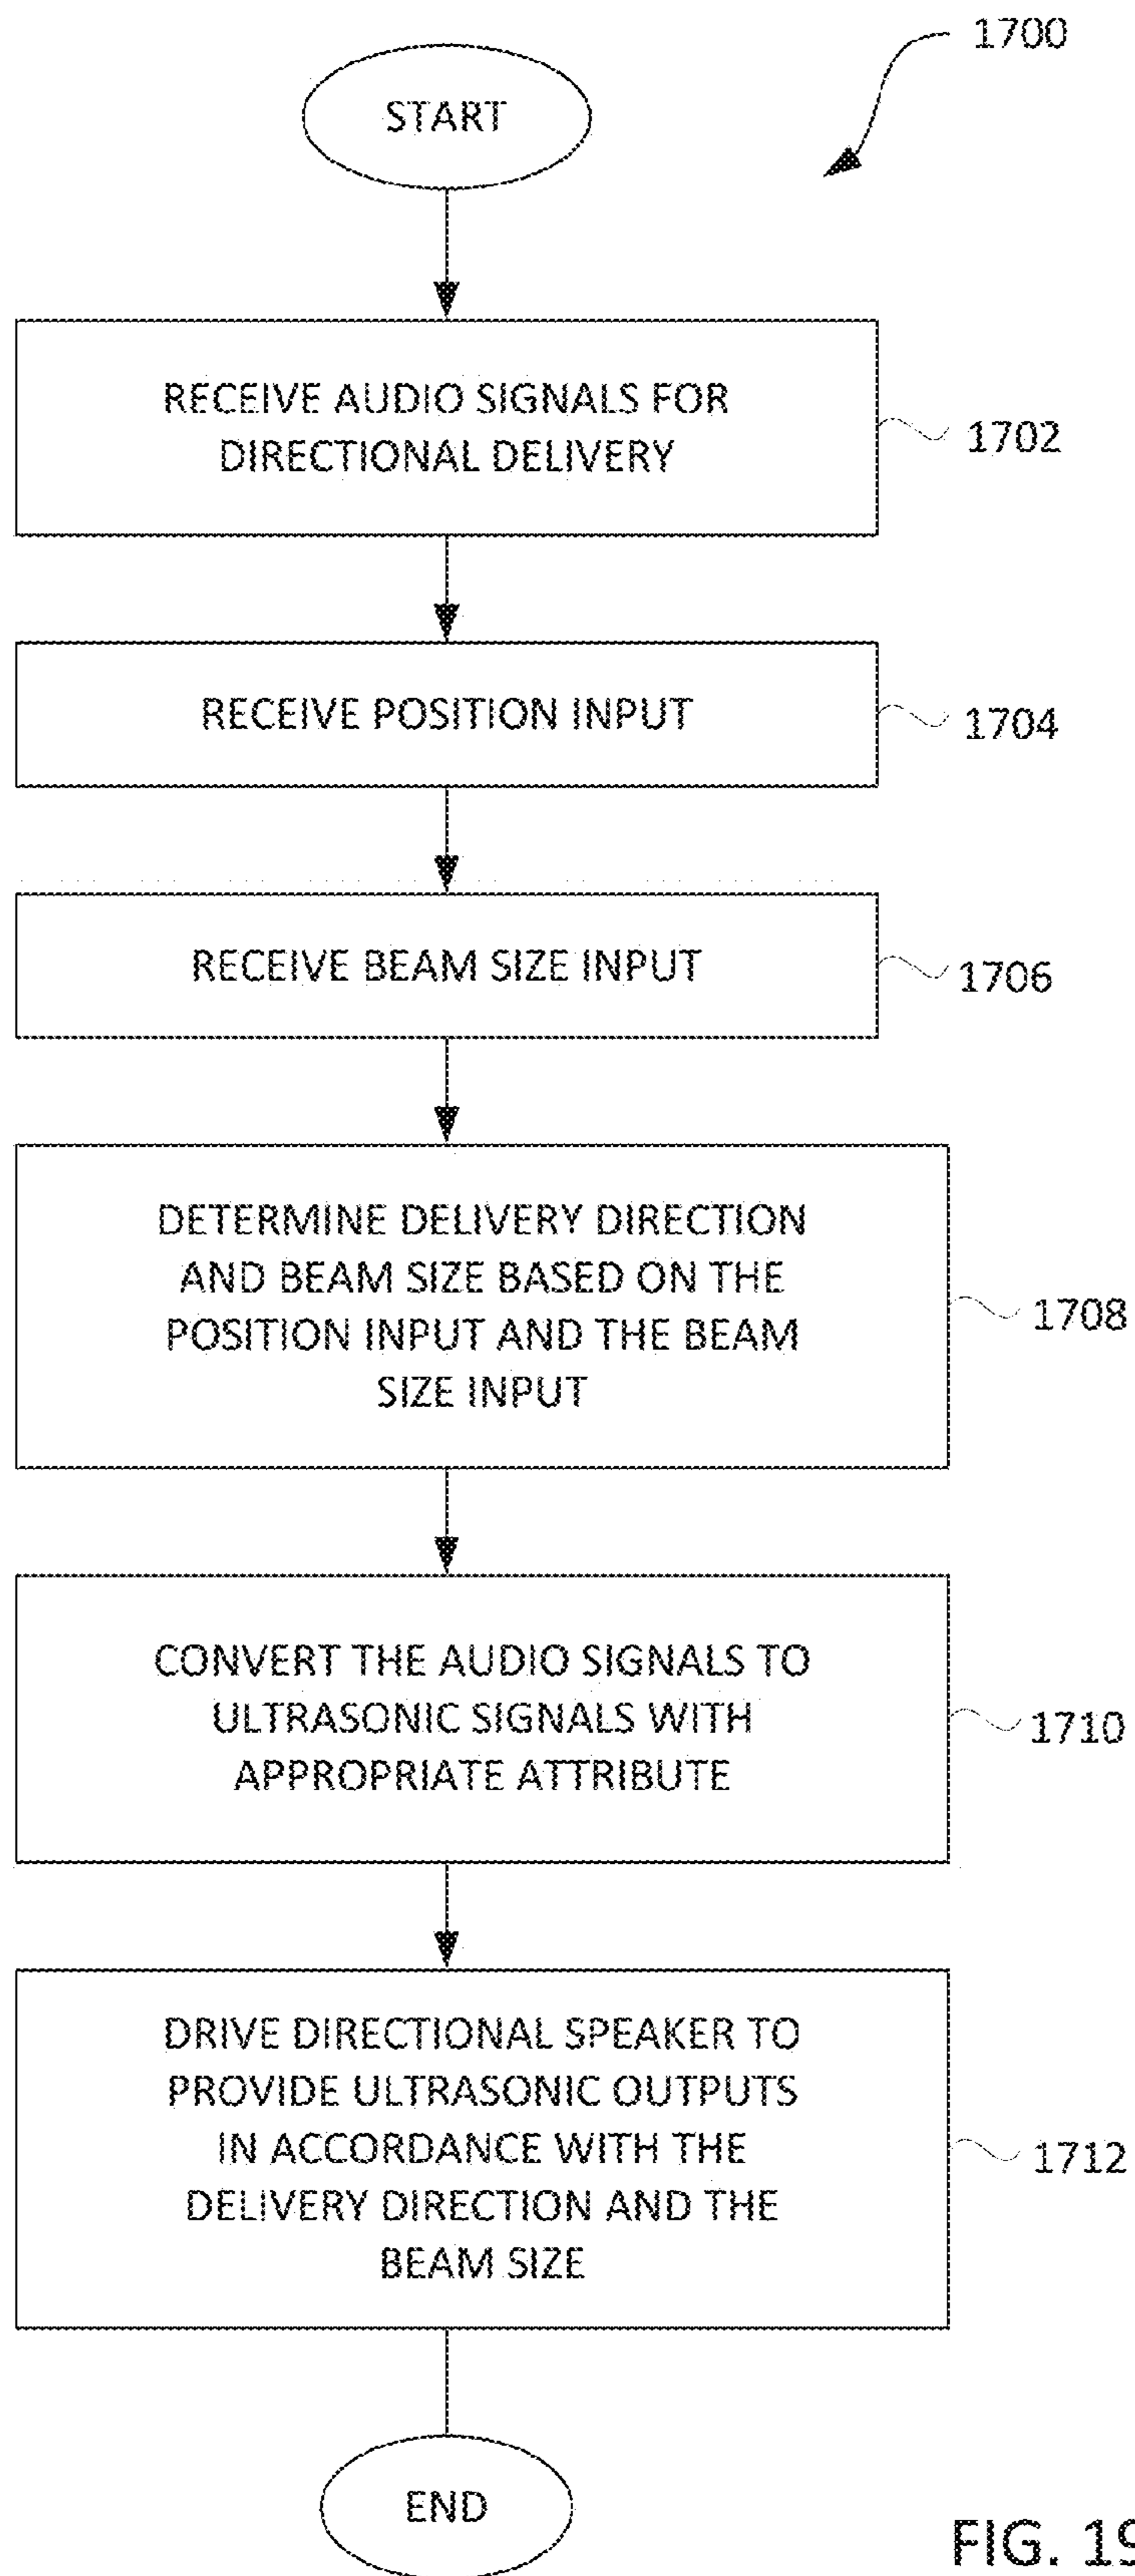 1700
START
RECEIVE AUDIO SIGNALS FOR
DIRECTIONAL DELIVERY
1702
RECEIVE POSITION INPUT
1704
RECEIVE BEAM SIZE INPUT
1706
DETERMINE DELIVERY DIRECTION
AND BEAM SIZE BASED ON THE
POSITION INPUT AND THE BEAM
SIZE INPUT
1708
CONVERT THE AUDIO SIGNALS TO
ULTRASONIC SIGNALS WITH
APPROPRIATE ATTRIBUTE
1710
DRIVE DIRECTIONAL SPEAKER TO
PROVIDE ULTRASONIC OUTPUTS
IN ACCORDANCE WITH THE
DELIVERY DIRECTION AND THE
BEAM SIZE
1712
END
FIG. 19